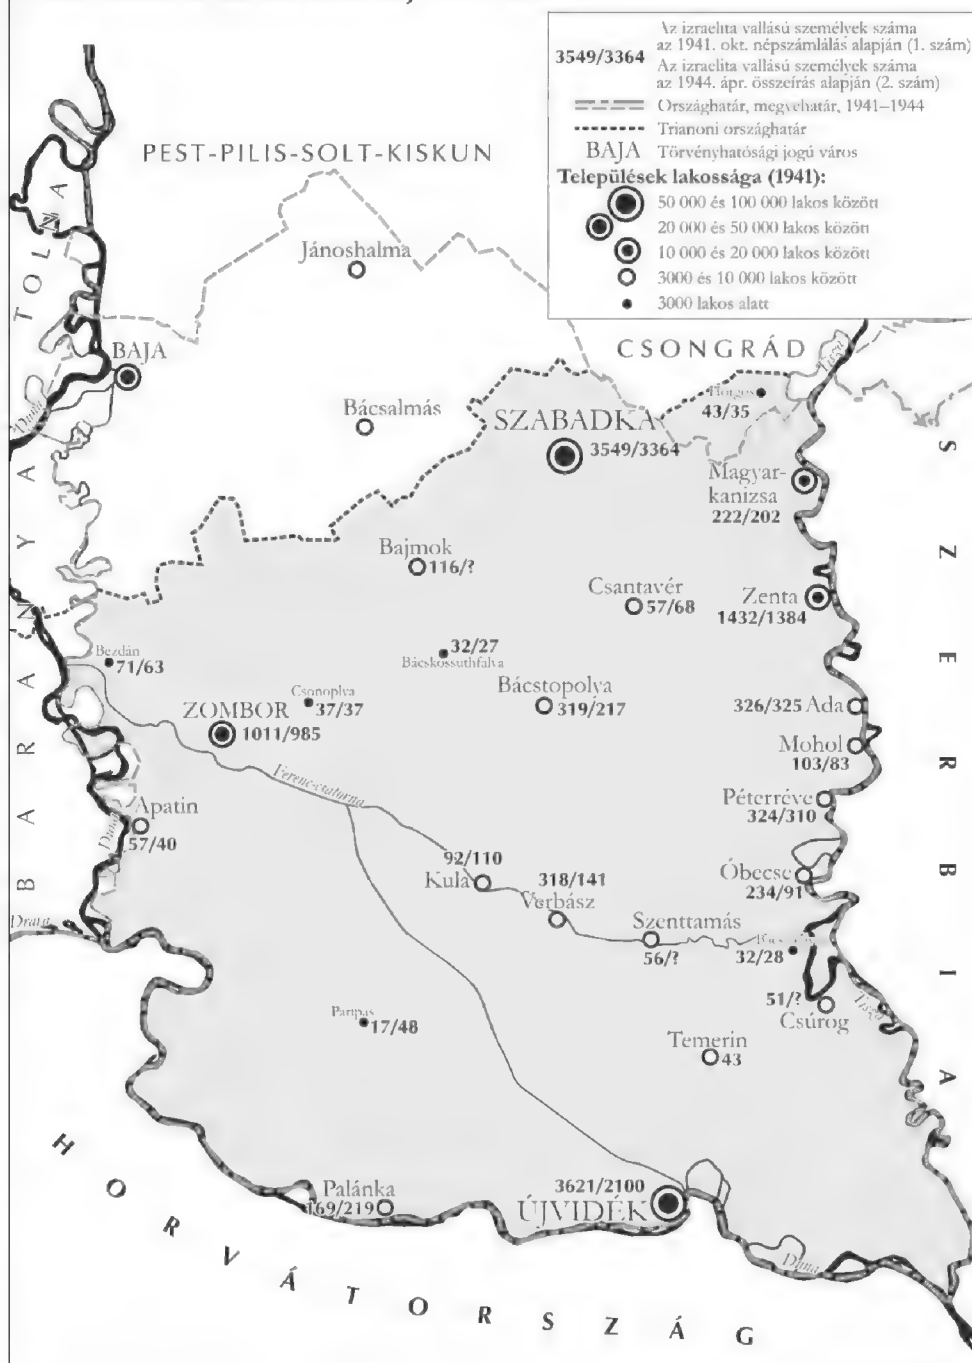 Az izraelita vallású személyek száma
az 1941. okt. népszámlálás alapján (1. szám)
3549/3364
Az izraelita vallású személyek száma
az 1944. ápr. összeírás alapján (2. szám)
Országhatár, megyehatár, 1941–1944
Trianoni országhatár
BAJA Törvényhatósági jogú város
Települések lakossága (1941):
50 000 és 100 000 lakos között
20 000 és 50 000 lakos között
10 000 és 20 000 lakos között
3000 és 10 000 lakos között
3000 lakos alatt
PEST-PILIS-SOLT-KISKUN
TOLNA
Jánoshalma
CSONGRÁD
Tisza
BAJA
Duna
Horgos
43/35
Bácsalmás
SZABADKA
3549/3364
Magyar-
kanizsa
222/202
Bajmok
116/?
Csantavér
57/68
Zenta
1432/1384
SZERBIA
BARANYA
Bezdán
71/63
32/27
Bácskossuthfalva
Csonoplya
37/37
Bácstopolya
319/217
326/325 Ada
ZOMBOR
1011/985
Mohol
103/83
Ferenc-csatorna
Péterréve
324/310
Apatin
57/40
Duna
92/110
Kula
318/141
Verbász
Óbecse
234/91
Dráva
Szenttamás
56/?
32/28
51/?
Csúrog
Tisza
Paripás
17/48
Temerin
43
Palánka
169/219
3621/2100
ÚJVIDÉK
Duna
HORVÁTORSZÁG